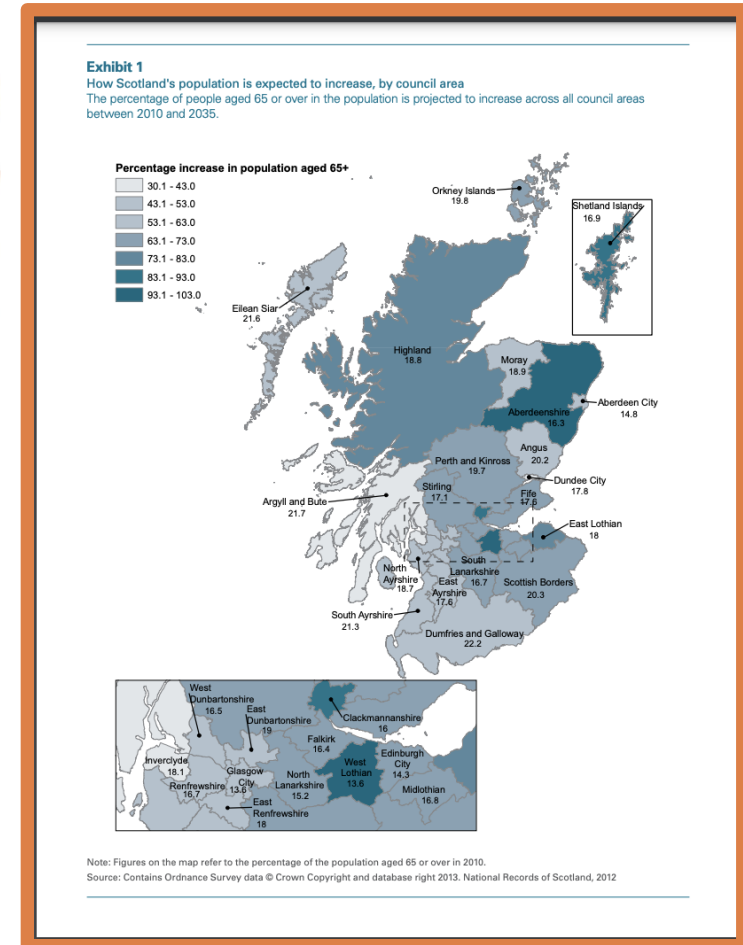 Exhibit 1
How Scotland's population is expected to increase, by council area
The percentage of people aged 65 or over in the population is projected to increase across all council areas
between 2010 and 2035.
Percentage increase in population aged 65+
30.1 - 43.0
43.1 - 53.0
53.1 - 63.0
63.1 - 73.0
73.1 - 83.0
83.1 - 93.0
93.1 - 103.0
Orkney Islands
19.8
Shetland Islands
16.9
Eilean Siar
21.6
Highland
18.8
Moray
18.9
Aberdeen City
14.8
Aberdeenshire
16.3
Angus
20.2
Perth and Kinross
19.7
Dundee City
17.8
Stirling
17.1
Fife
17.6
Argyll and Bute
21.7
East Lothian
18
North
Ayrshire
18.7
South
Lanarkshire
16.7
East
Ayrshire
17.6
Scottish Borders
20.3
South Ayrshire
21.3
Dumfries and Galloway
22.2
West
Dunbartonshire
16.5
East
Dunbartonshire
19
Clackmannanshire
16
Falkirk
16.4
Edinburgh
City
14.3
West
Lothian
13.6
Inverclyde
18.1
Glasgow
City
13.6
Renfrewshire
16.7
North
Lanarkshire
15.2
Midlothian
16.8
East
Renfrewshire
18
Note: Figures on the map refer to the percentage of the population aged 65 or over in 2010.
Source: Contains Ordnance Survey data © Crown Copyright and database right 2013. National Records of Scotland, 2012